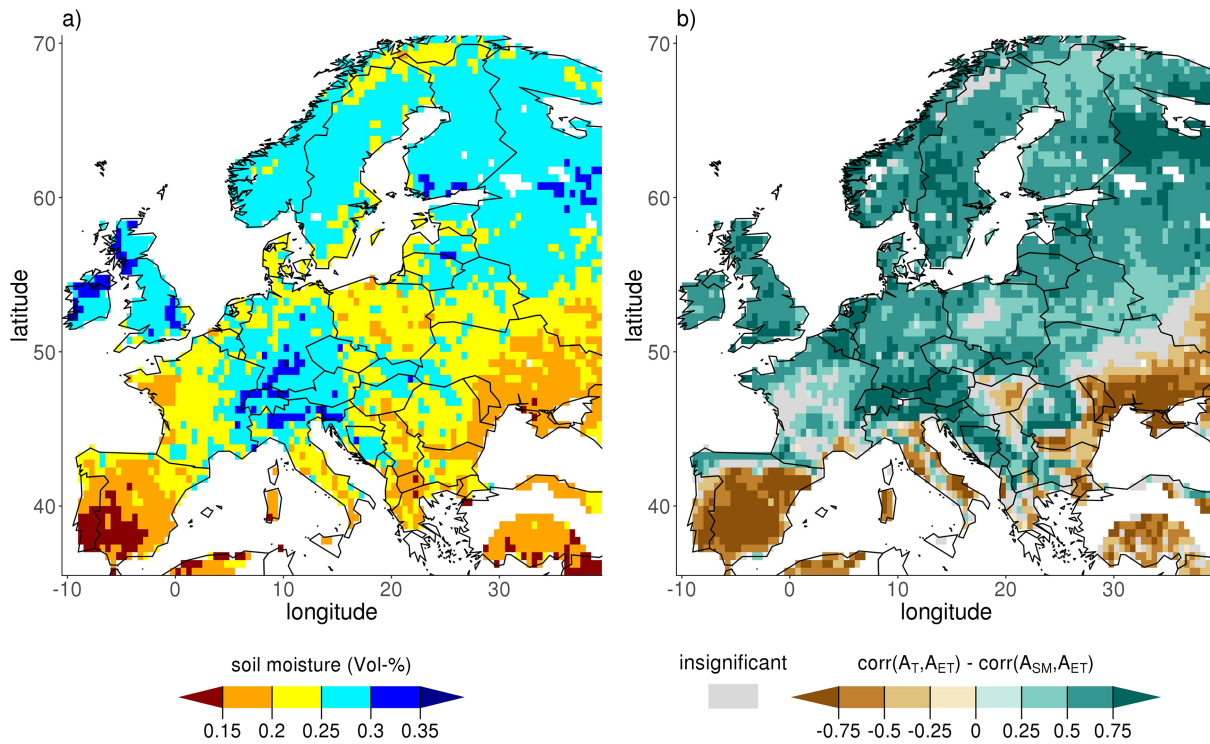 a)
b)
70
60
50
40
latitude
-10 0 10 20 30
longitude
70
60
50
40
latitude
-10 0 10 20 30
longitude
soil moisture (Vol-%)
0.15 0.2 0.25 0.3 0.35
insignificant
corr(A_T,A_ET) - corr(A_SM,A_ET)
-0.75 -0.5 -0.25 0 0.25 0.5 0.75